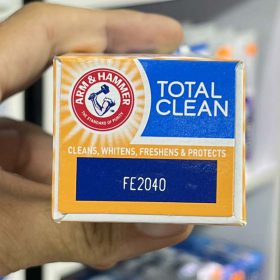 ARM & HAMMER
THE STANDARD OF PURITY
TOTAL
CLEAN
CLEANS, WHITENS, FRESHENS & PROTECTS
FE2040